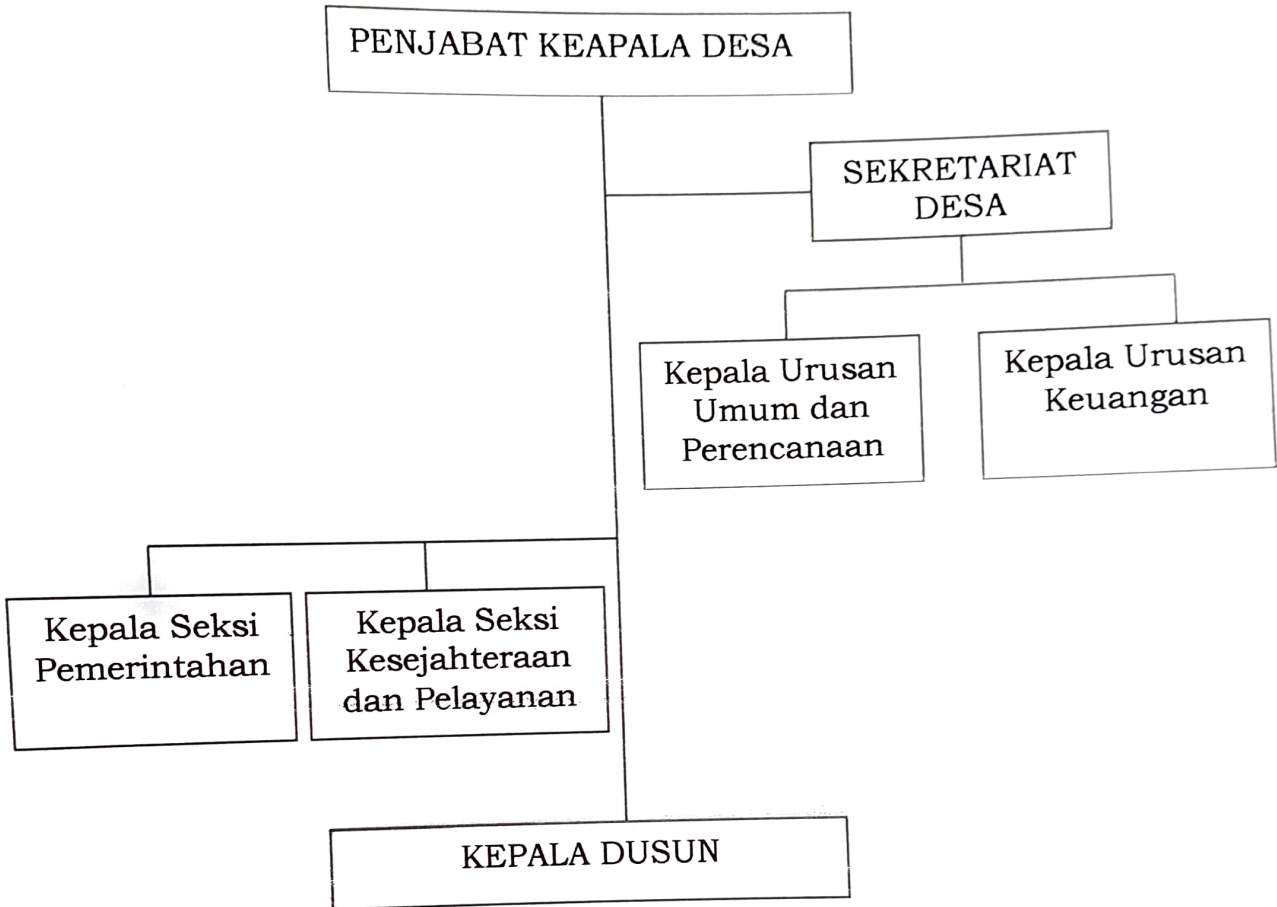 PENJABAT KEAPALA DESA
SEKRETARIAT
DESA
Kepala Urusan
Umum dan
Perencanaan
Kepala Urusan
Keuangan
Kepala Seksi
Pemerintahan
Kepala Seksi
Kesejahteraan
dan Pelayanan
KEPALA DUSUN